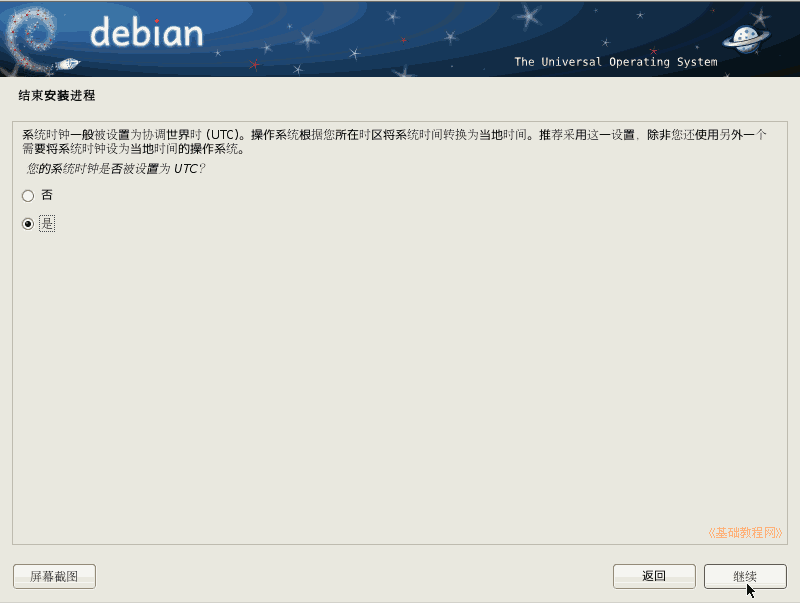 debian
The Universal Operating System
结束安装进程
系统时钟一般被设置为协调世界时 (UTC)。操作系统根据您所在时区将系统时间转换为当地时间。推荐采用这一设置，除非您还使用另外一个
需要将系统时钟设为当地时间的操作系统。
您的系统时钟是否被设置为 UTC？
否
是
《基础教程网》
屏幕截图
返回
继续